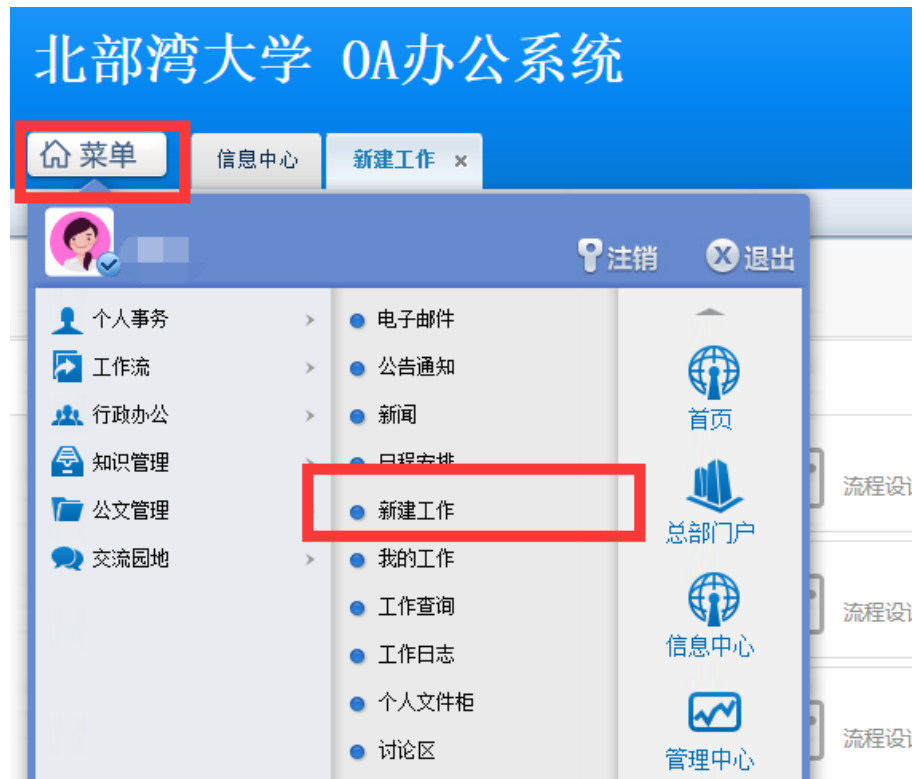 北部湾大学 OA办公系统
菜单
信息中心
新建工作 ×
注销
退出
个人事务
工作流
行政办公
知识管理
公文管理
交流园地
电子邮件
公告通知
新闻
日程安排
新建工作
我的工作
工作查询
工作日志
个人文件柜
讨论区
首页
总部门户
信息中心
管理中心
流程设
流程设
流程设